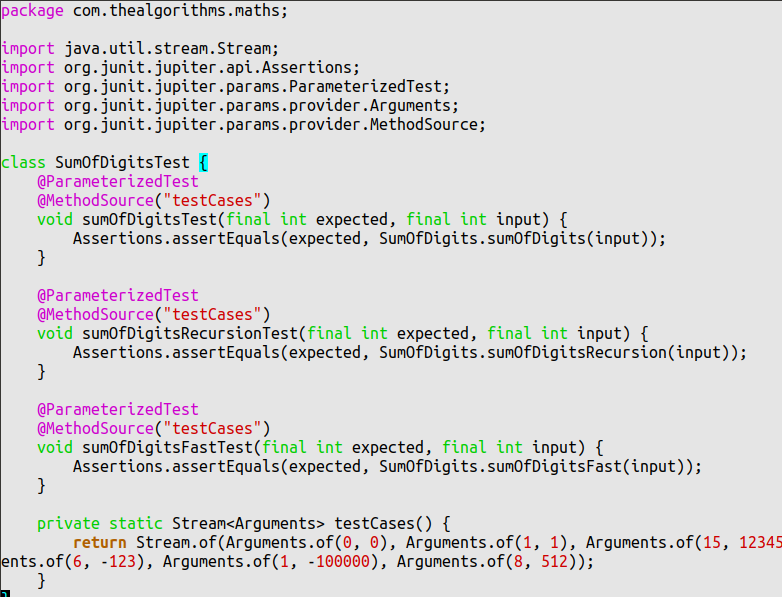 package com.thealgorithms.maths;
import java.util.stream.Stream;
import org.junit.jupiter.api.Assertions;
import org.junit.jupiter.params.ParameterizedTest;
import org.junit.jupiter.params.provider.Arguments;
import org.junit.jupiter.params.provider.MethodSource;
class SumOfDigitsTest {
@ParameterizedTest
@MethodSource("testCases")
void sumOfDigitsTest(final int expected, final int input) {
Assertions.assertEquals(expected, SumOfDigits.sumOfDigits(input));
}
@ParameterizedTest
@MethodSource("testCases")
void sumOfDigitsRecursionTest(final int expected, final int input) {
Assertions.assertEquals(expected, SumOfDigits.sumOfDigitsRecursion(input));
}
@ParameterizedTest
@MethodSource("testCases")
void sumOfDigitsFastTest(final int expected, final int input) {
Assertions.assertEquals(expected, SumOfDigits.sumOfDigitsFast(input));
}
private static Stream<Arguments> testCases() {
return Stream.of(Arguments.of(0, 0), Arguments.of(1, 1), Arguments.of(15, 12345
ents.of(6, -123), Arguments.of(1, -100000), Arguments.of(8, 512));
}
}